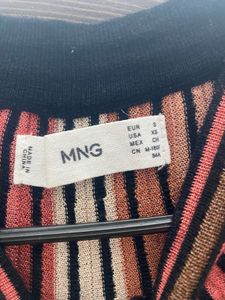 MADE IN
CHINA
MNG
EUR S
USA XS
MEX CH
CN M-160/
84A